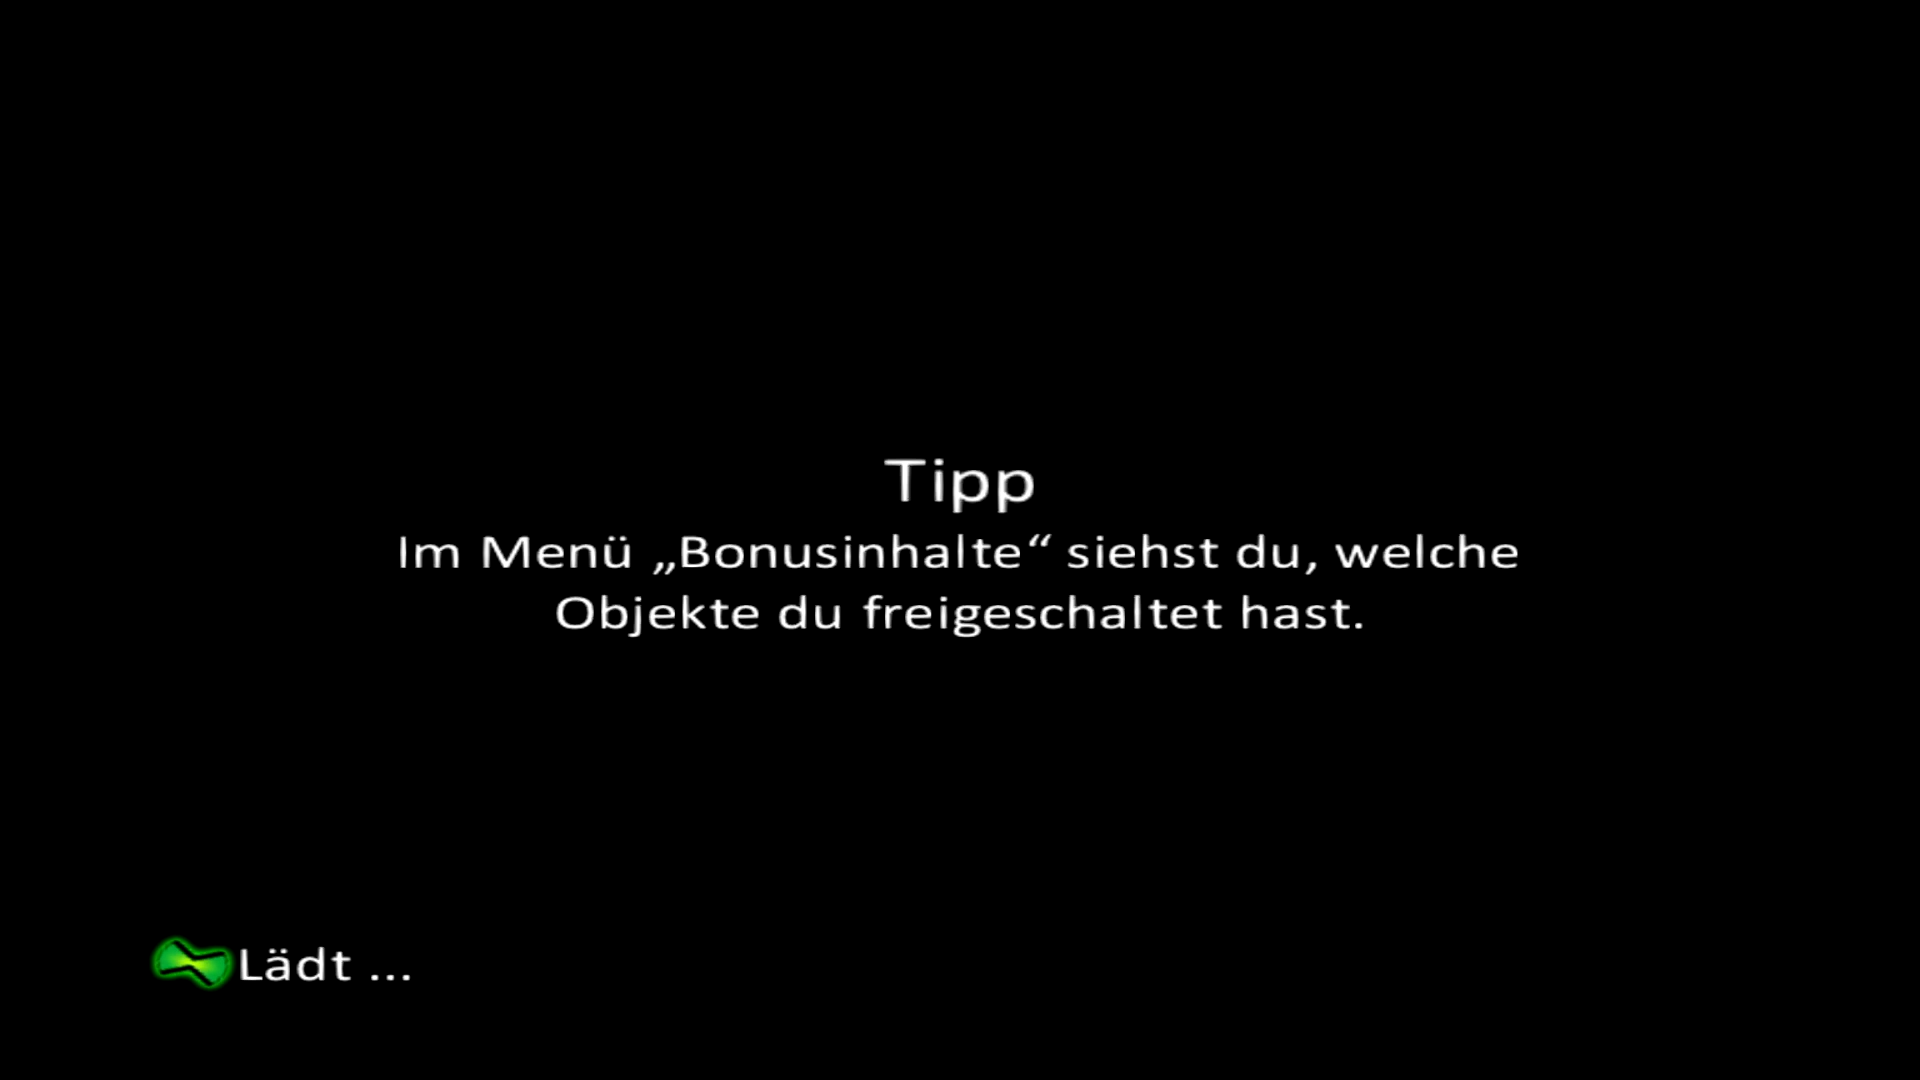 Tipp
Im Menü „Bonusinhalte“ siehst du, welche
Objekte du freigeschaltet hast.
Lädt ...